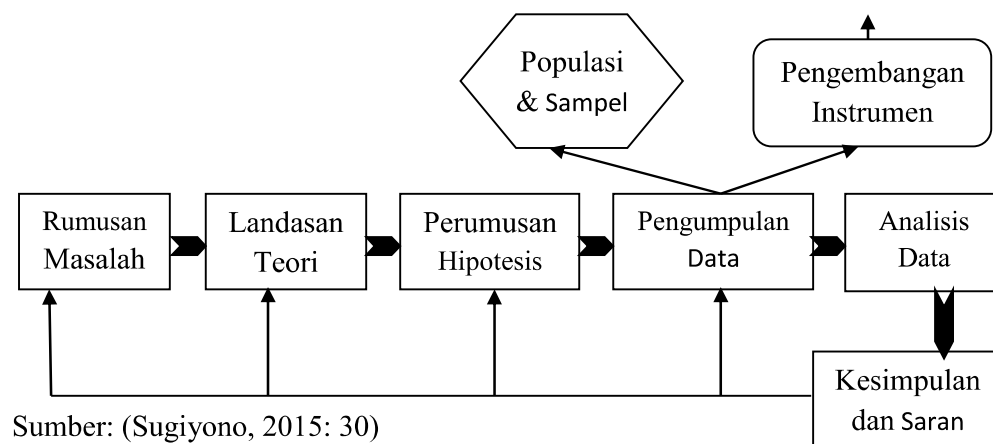 Populasi
& Sampel
Pengembangan
Instrumen
Rumusan
Masalah
Landasan
Teori
Perumusan
Hipotesis
Pengumpulan
Data
Analisis
Data
Kesimpulan
dan Saran
Sumber: (Sugiyono, 2015: 30)